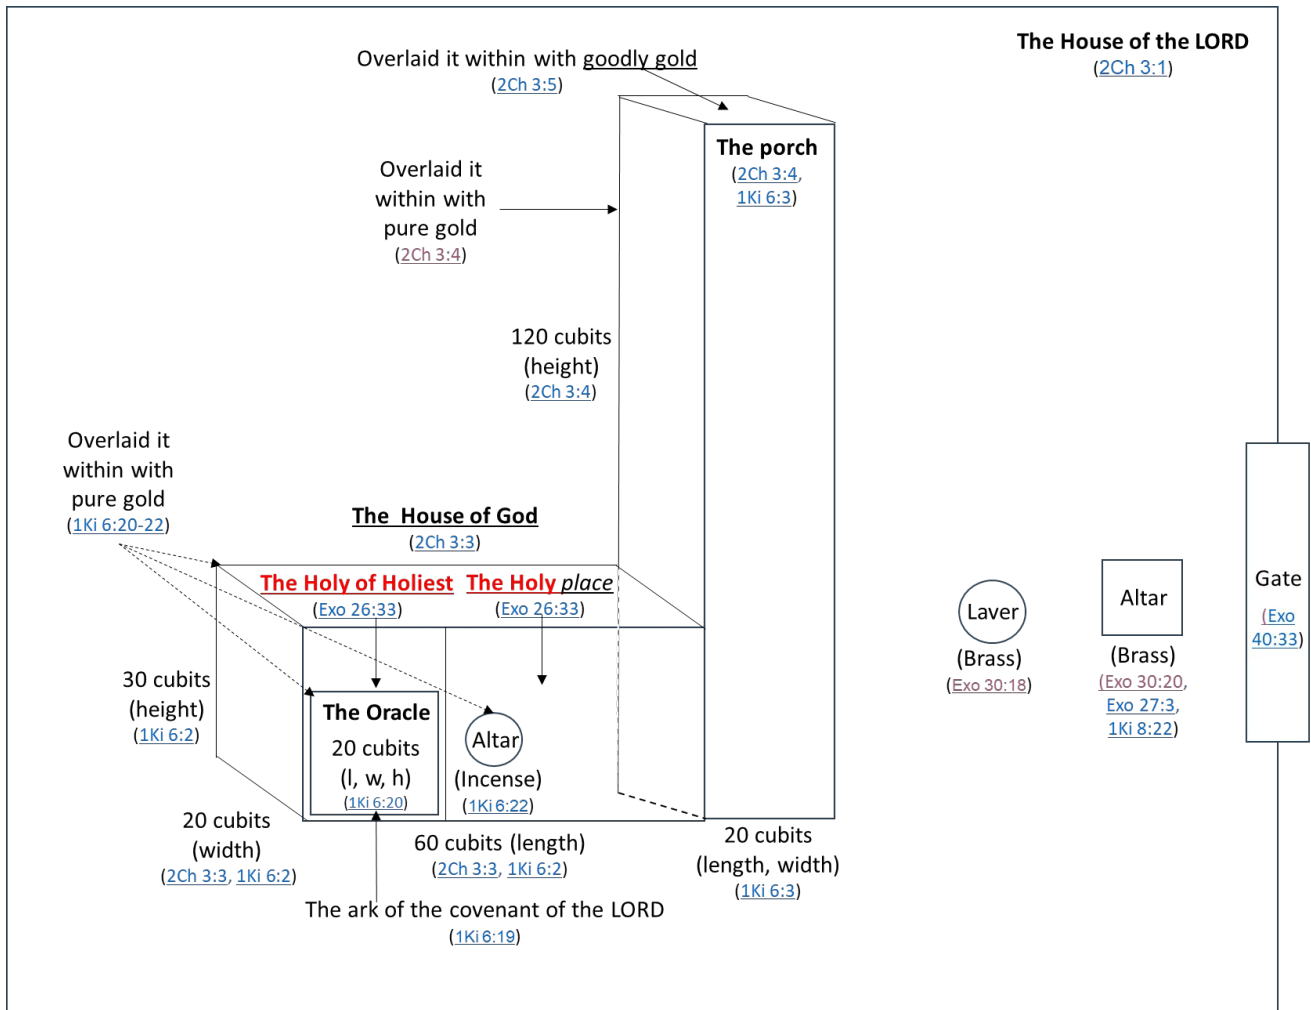 The House of the LORD
(2Ch 3:1)
Overlaid it within with goodly gold
(2Ch 3:5)
The porch
(2Ch 3:4,
1Ki 6:3)
Overlaid it
within with
pure gold
(2Ch 3:4)
120 cubits
(height)
(2Ch 3:4)
Overlaid it
within with
pure gold
(1Ki 6:20-22)
The House of God
(2Ch 3:3)
The Holy of Holiest
(Exo 26:33)
The Holy place
(Exo 26:33)
30 cubits
(height)
(1Ki 6:2)
The Oracle
20 cubits
(l, w, h)
(1Ki 6:20)
Altar
(Incense)
(1Ki 6:22)
20 cubits
(width)
(2Ch 3:3, 1Ki 6:2)
60 cubits (length)
(2Ch 3:3, 1Ki 6:2)
20 cubits
(length, width)
(1Ki 6:3)
The ark of the covenant of the LORD
(1Ki 6:19)
Laver
(Brass)
(Exo 30:18)
Altar
(Brass)
(Exo 30:20,
Exo 27:3,
1Ki 8:22)
Gate
(Exo
40:33)